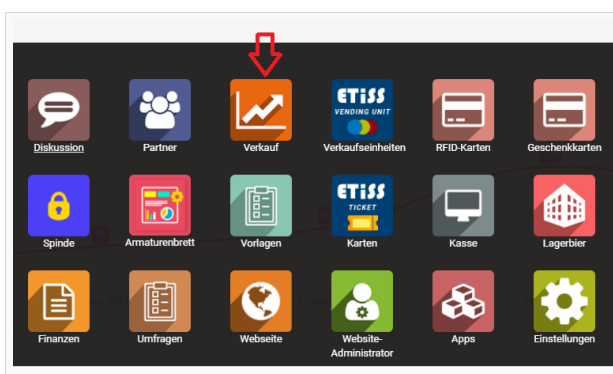 ETiSS
VENDING UNIT
Diskussion
Partner
Verkauf
Verkaufseinheiten
RFID-Karten
Geschenkkarten
ETiSS
TICKET
Spinde
Armaturenbrett
Vorlagen
Karten
Kasse
Lagerbier
Finanzen
Umfragen
Webseite
Website-
Administrator
Apps
Einstellungen